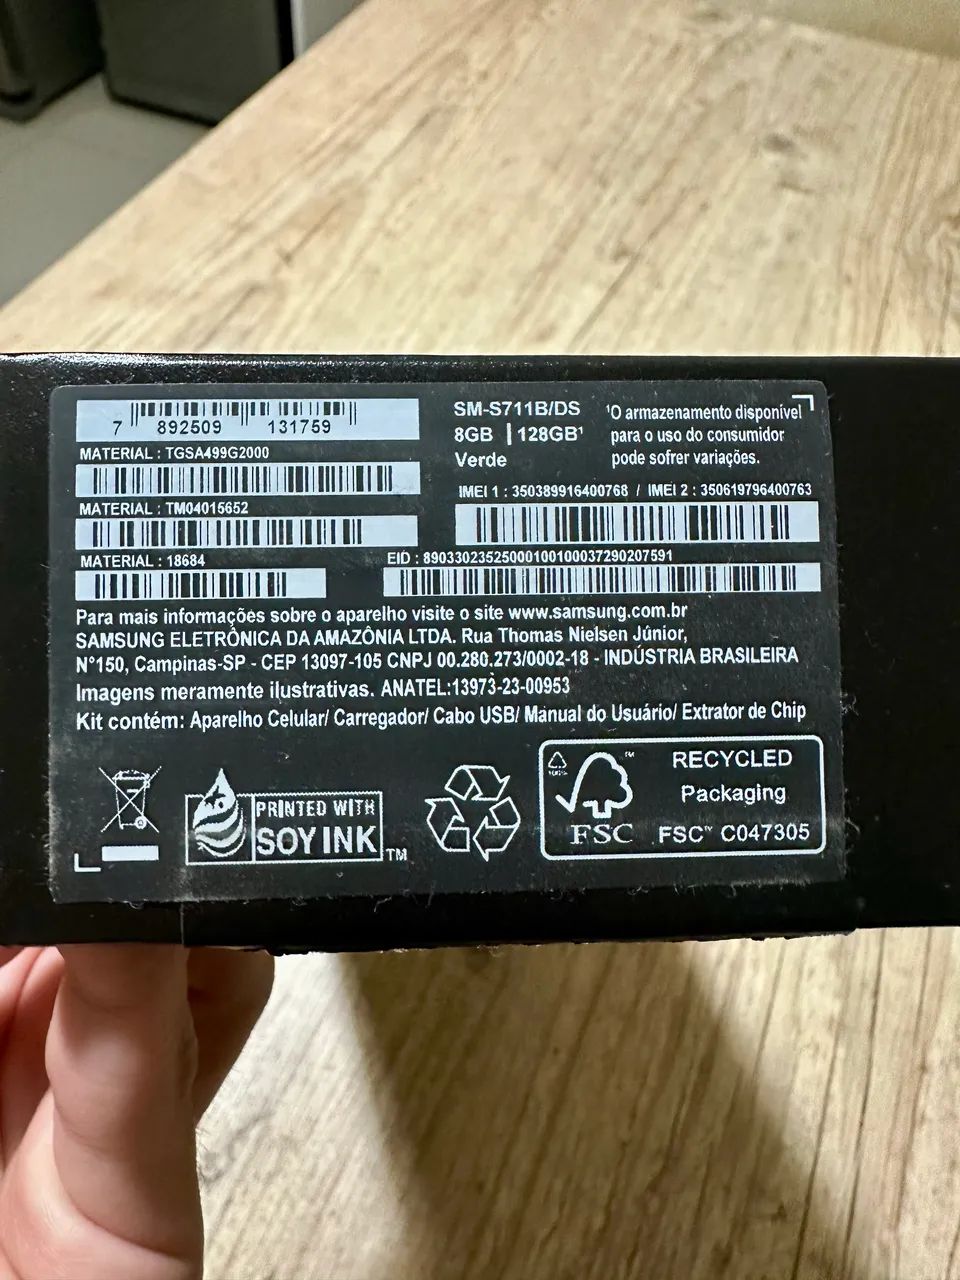 7 892509 131759
MATERIAL : TGSA499G2000
MATERIAL : TM04015652
MATERIAL : 18684
SM-S711B/DS
8GB | 128GB¹
Verde
¹O armazenamento disponível
para o uso do consumidor
pode sofrer variações.
IMEI 1 : 350389916400768 / IMEI 2 : 350619796400763
EID : 89033023525000100100037290207591
Para mais informações sobre o aparelho visite o site www.samsung.com.br
SAMSUNG ELETRÔNICA DA AMAZÔNIA LTDA. Rua Thomas Nielsen Júnior,
N°150, Campinas-SP - CEP 13097-105 CNPJ 00.280.273/0002-18 - INDÚSTRIA BRASILEIRA
Imagens meramente ilustrativas. ANATEL:13973-23-00953
Kit contém: Aparelho Celular/ Carregador/ Cabo USB/ Manual do Usuário/ Extrator de Chip
PRINTED WITH
SOY INK™
100%
FSC™
RECYCLED
Packaging
FSC™ C047305